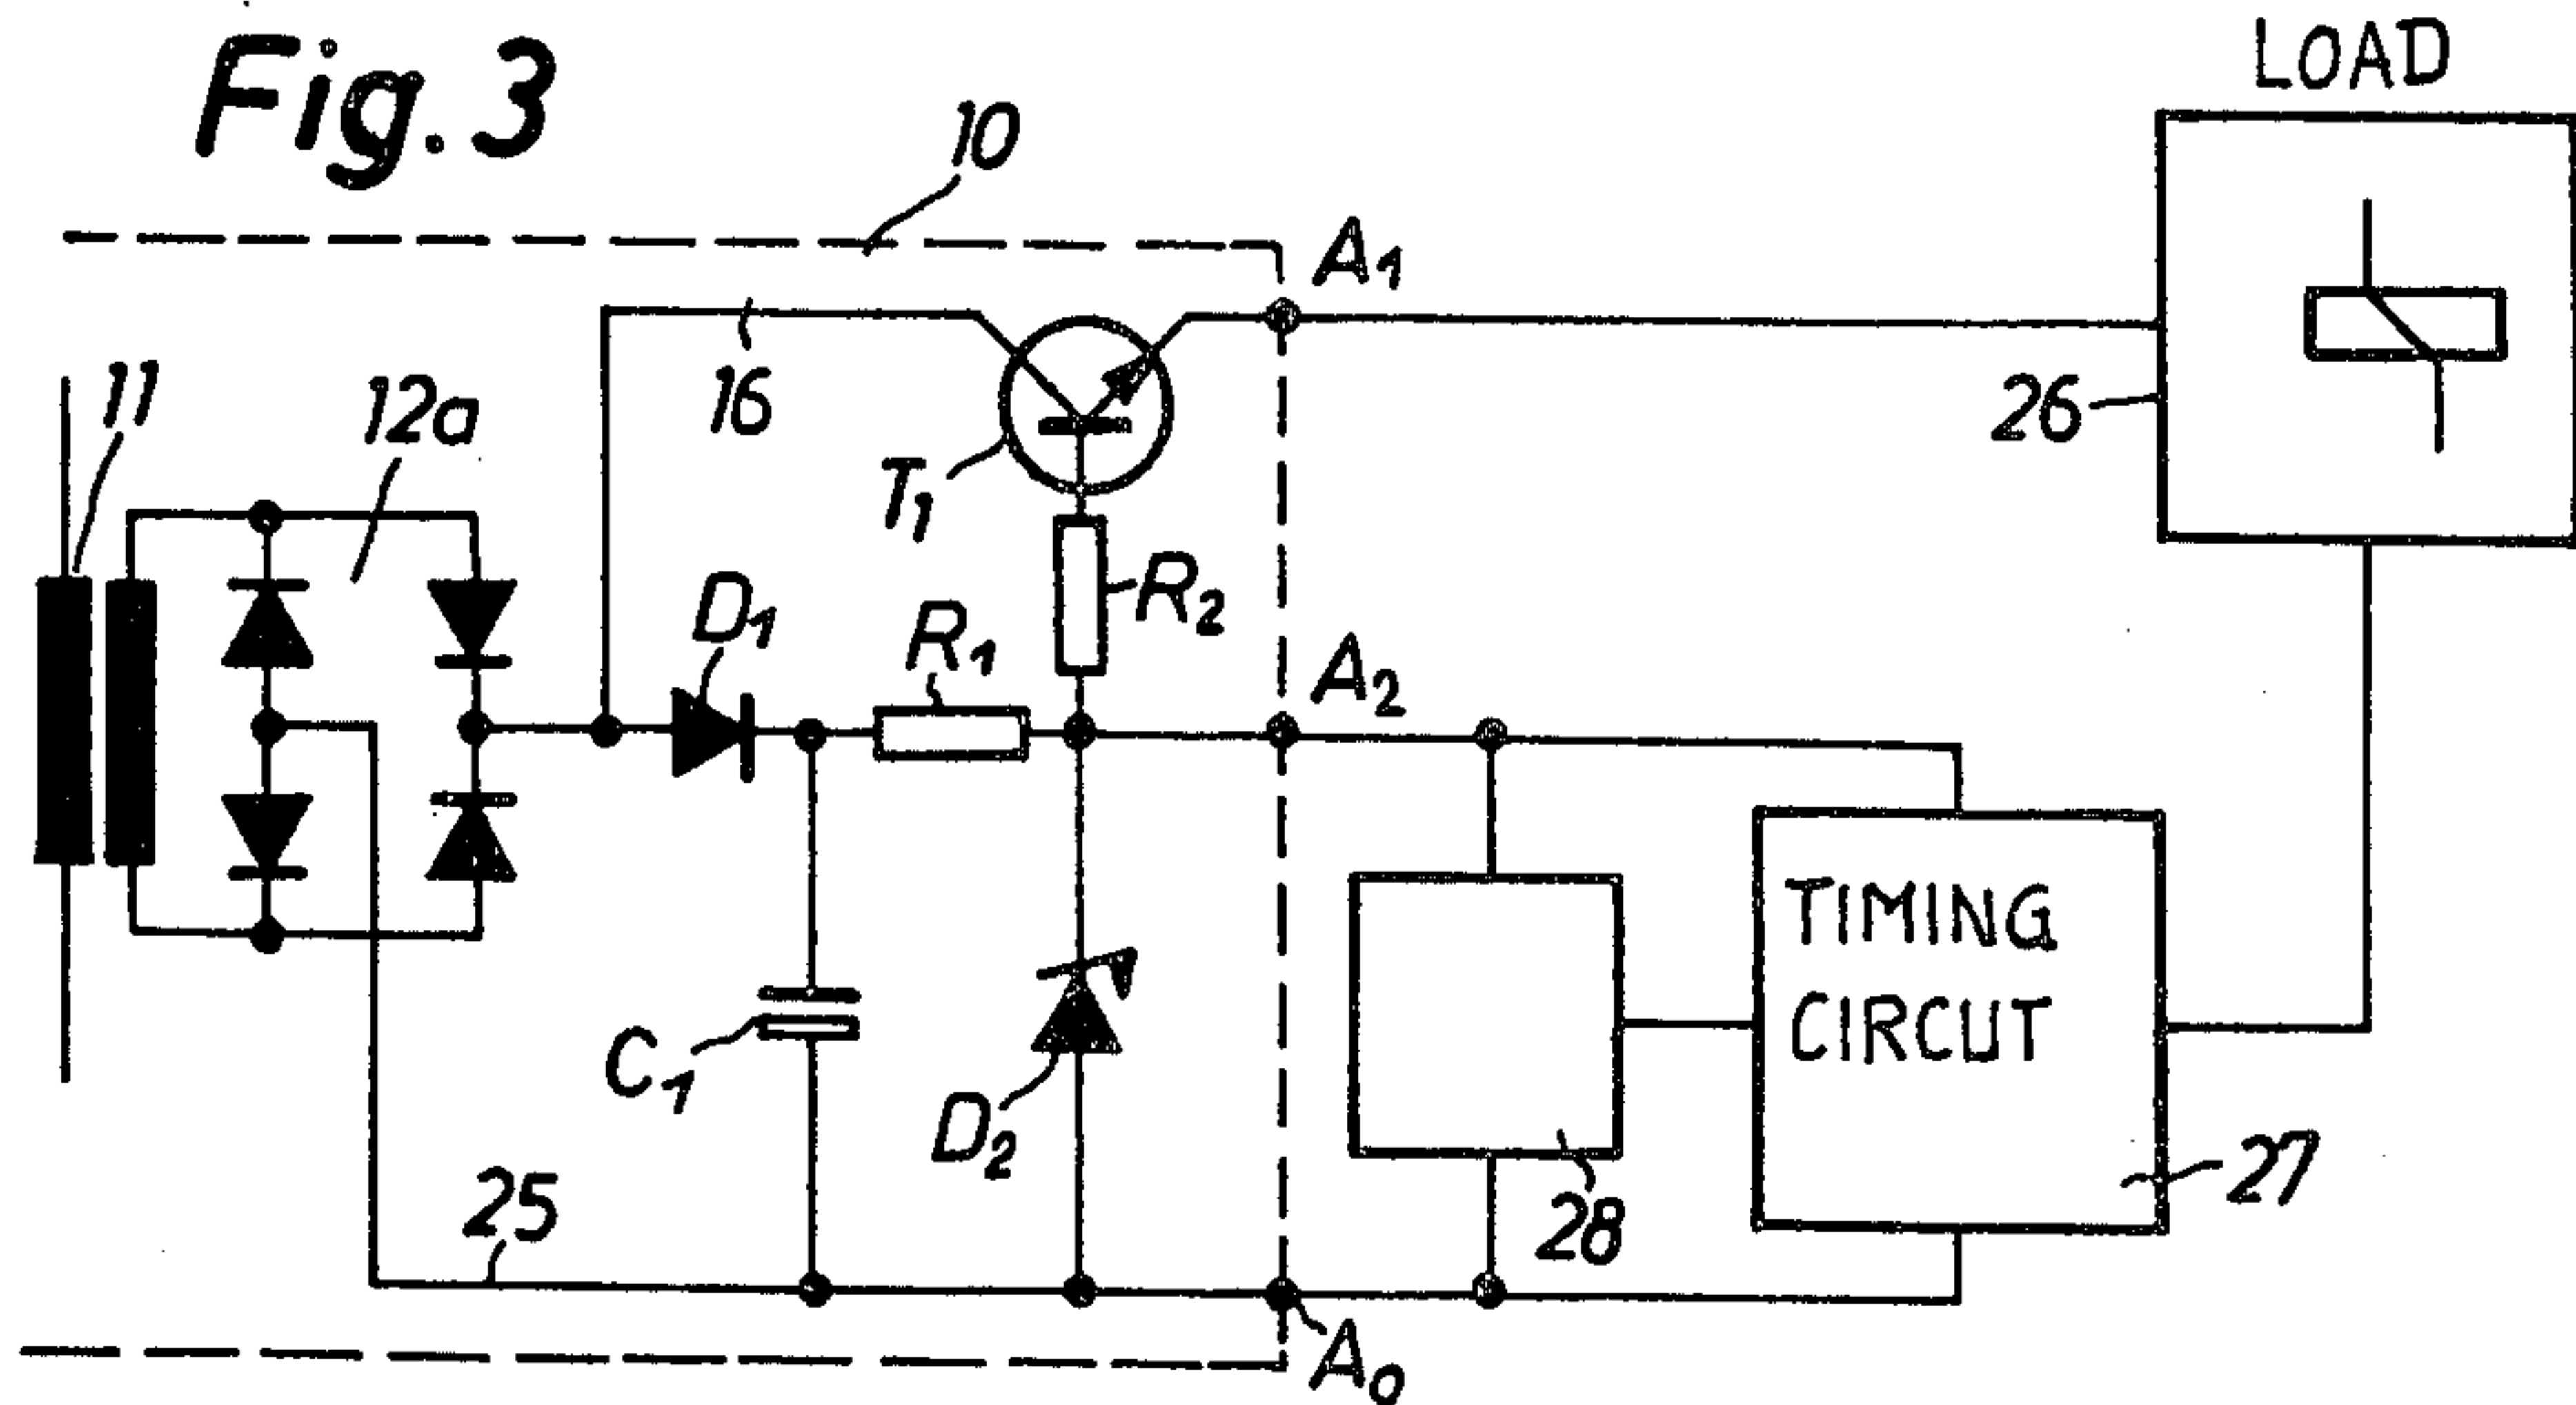 Fig. 3
LOAD
10
A1
11
12a
16
26
T1
R2
D1
R1
A2
TIMING
CIRCUT
C1
D2
25
28
27
A0